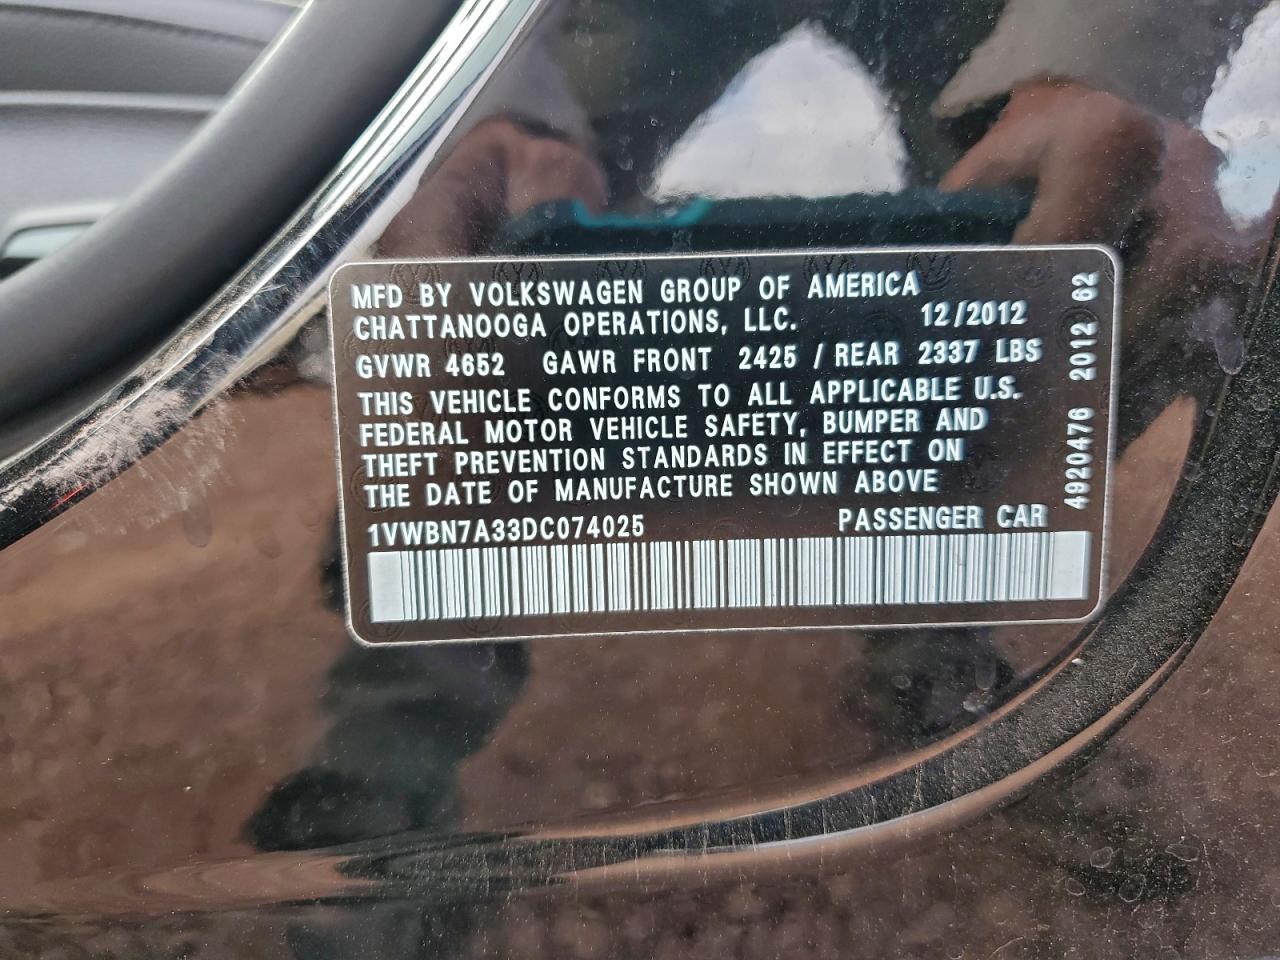 MFD BY VOLKSWAGEN GROUP OF AMERICA
CHATTANOOGA OPERATIONS, LLC. 12/2012
GVWR 4652 GAWR FRONT 2425 / REAR 2337 LBS
THIS VEHICLE CONFORMS TO ALL APPLICABLE U.S.
FEDERAL MOTOR VEHICLE SAFETY, BUMPER AND
THEFT PREVENTION STANDARDS IN EFFECT ON
THE DATE OF MANUFACTURE SHOWN ABOVE
1VWBN7A33DC074025 PASSENGER CAR
4920476 2012 62